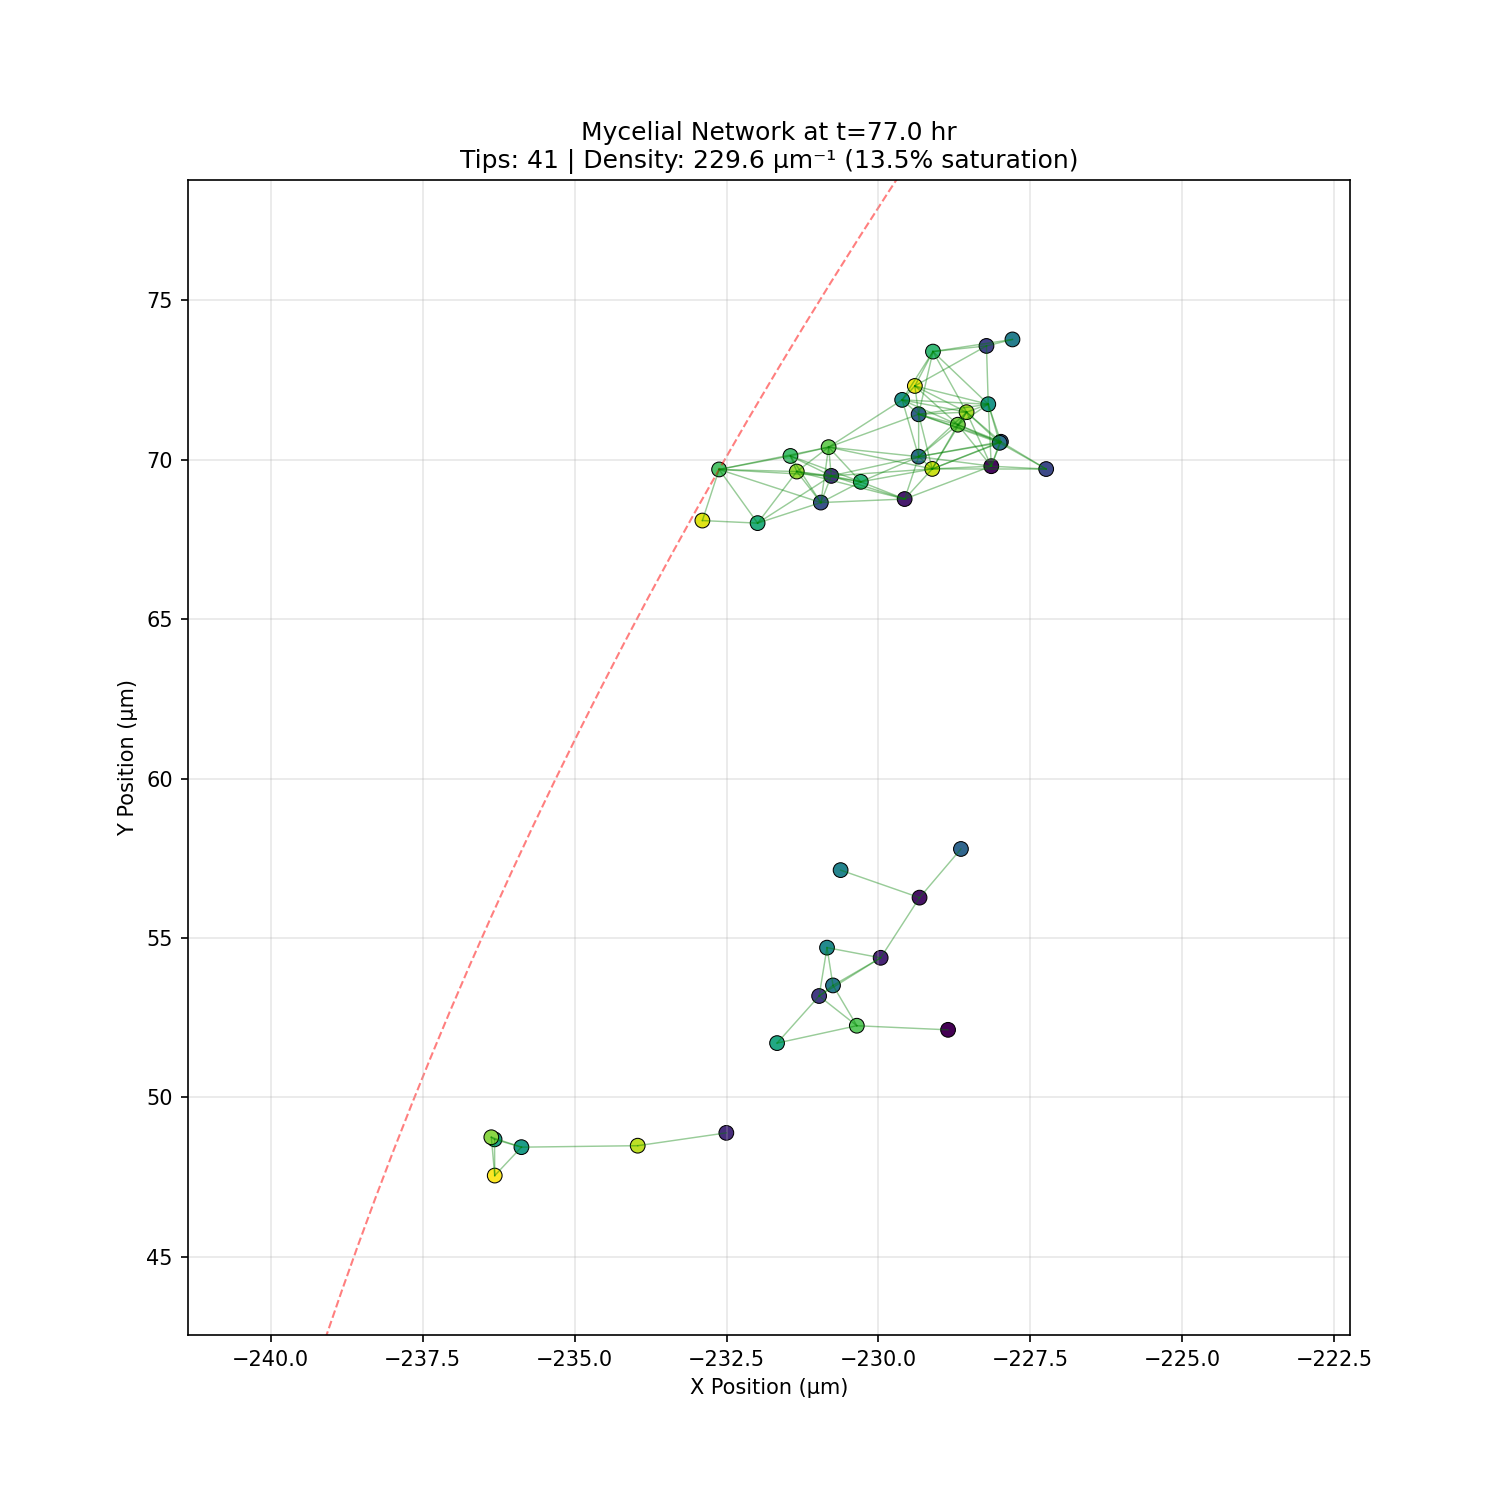 Mycelial Network at t=77.0 hr
Tips: 41 | Density: 229.6 μm⁻¹ (13.5% saturation)
75
70
65
60
55
50
45
Y Position (μm)
−240.0 −237.5 −235.0 −232.5 −230.0 −227.5 −225.0 −222.5
X Position (μm)